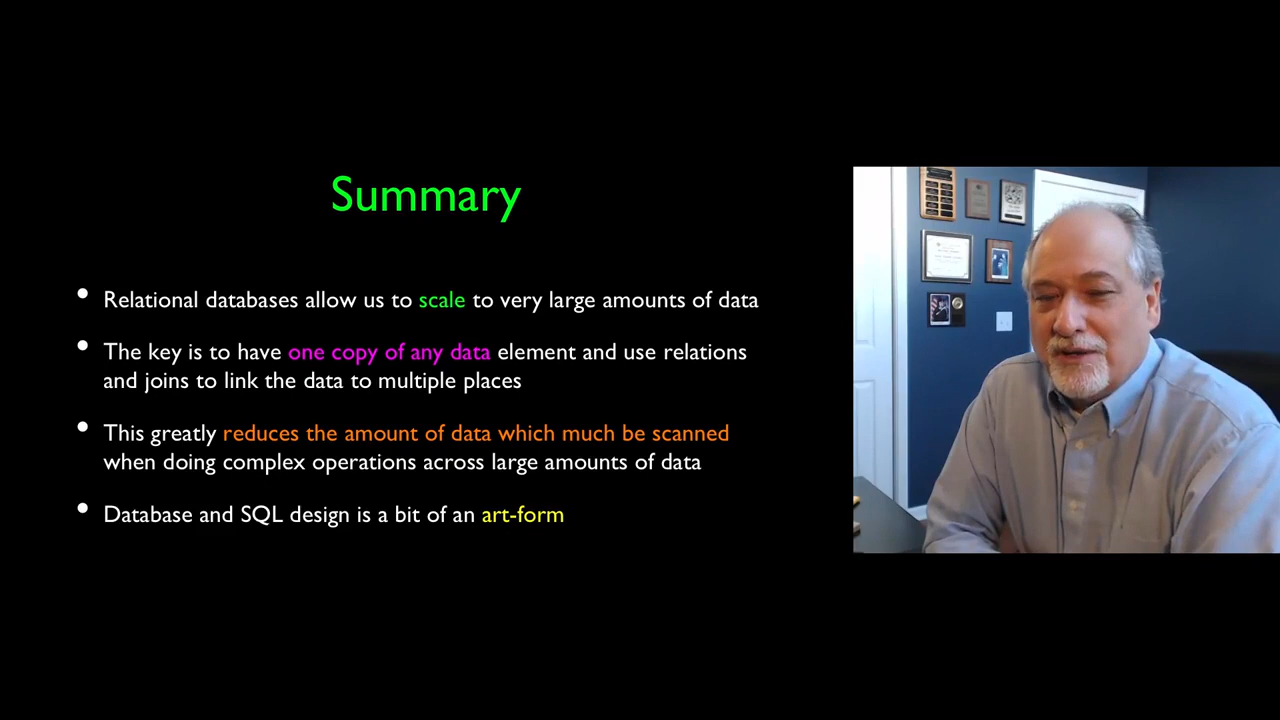 Summary
• Relational databases allow us to scale to very large amounts of data
• The key is to have one copy of any data element and use relations
and joins to link the data to multiple places
• This greatly reduces the amount of data which much be scanned
when doing complex operations across large amounts of data
• Database and SQL design is a bit of an art-form